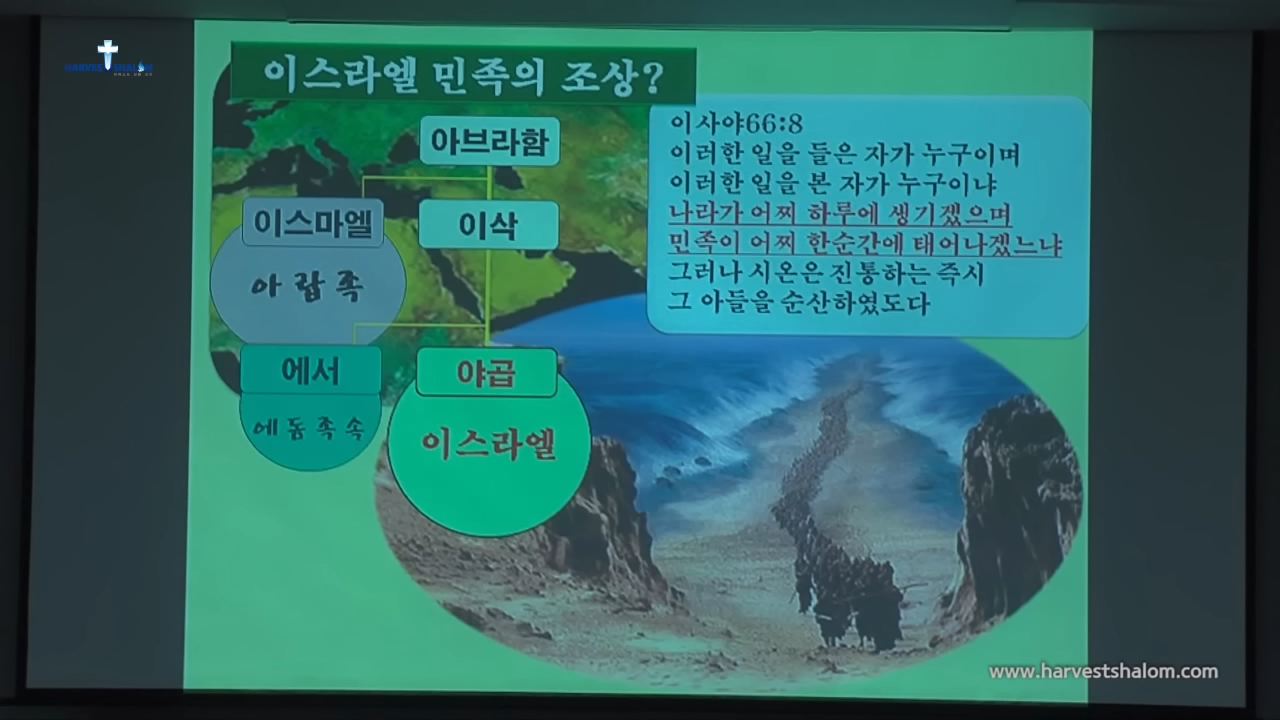 HARVEST SHALOM
이스라엘 민족의 조상?
아브라함
이스마엘
이삭
아 랍 족
에서
야곱
에 돔 족 속
이스라엘
이사야66:8
이러한 일을 들은 자가 누구이며
이러한 일을 본 자가 누구이냐
나라가 어찌 하루에 생기겠으며
민족이 어찌 한순간에 태어나겠느냐
그러나 시온은 진통하는 즉시
그 아들을 순산하였도다
www.harvestshalom.com